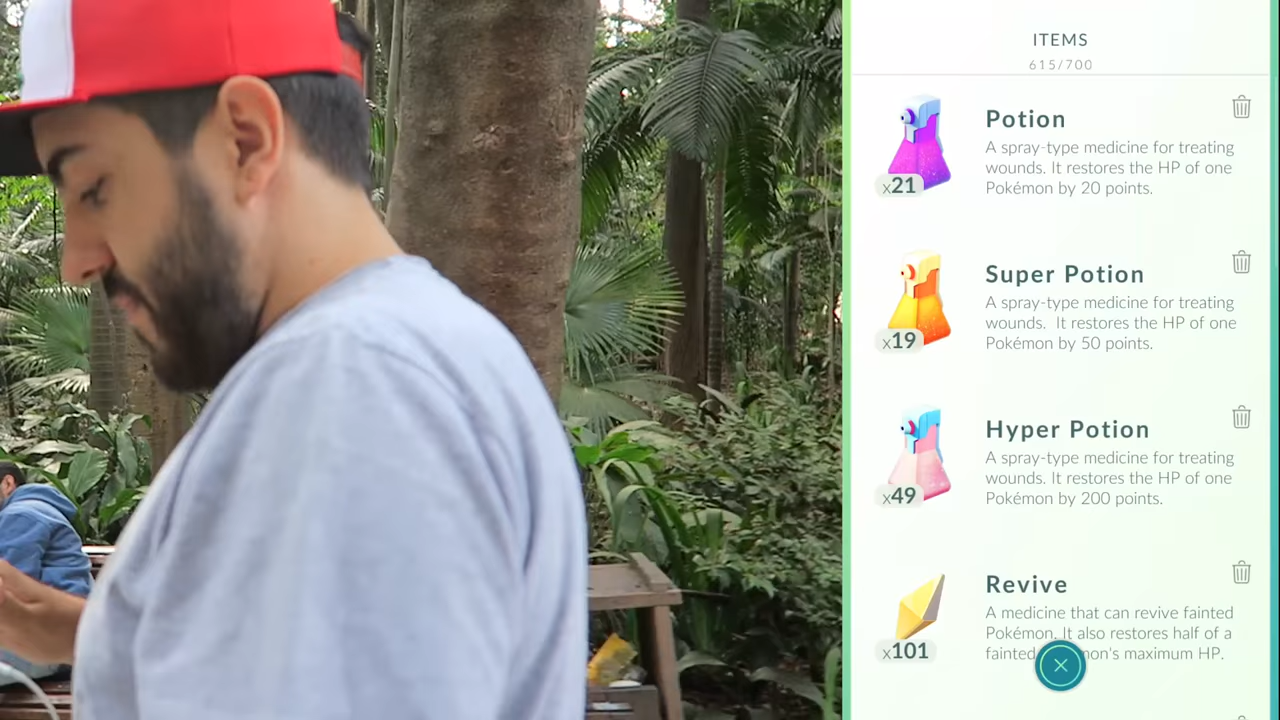 ITEMS
615/700
Potion
A spray-type medicine for treating
wounds. It restores the HP of one
Pokémon by 20 points.
x21
Super Potion
A spray-type medicine for treating
wounds. It restores the HP of one
Pokémon by 50 points.
x19
Hyper Potion
A spray-type medicine for treating
wounds. It restores the HP of one
Pokémon by 200 points.
x49
Revive
A medicine that can revive fainted
Pokémon. It also restores half of a
fainted mon's maximum HP.
x101